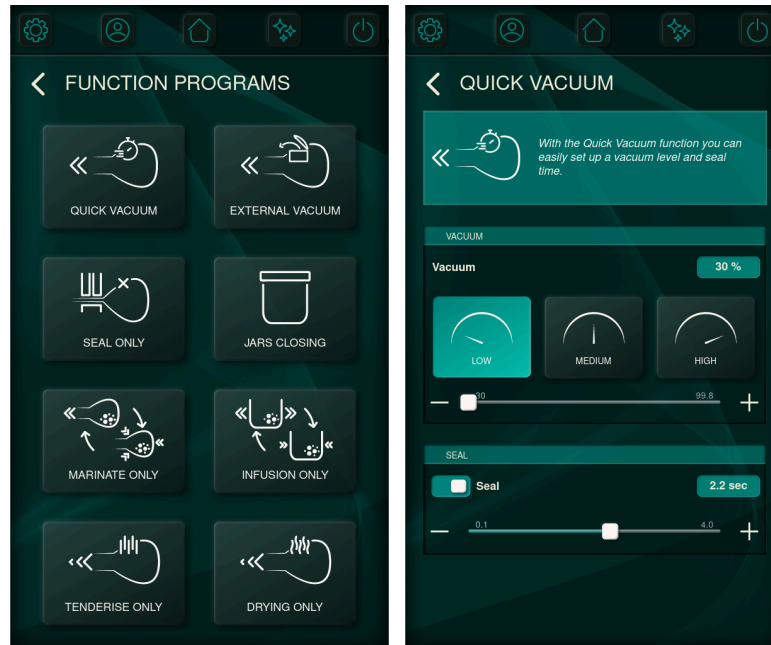 FUNCTION PROGRAMS
QUICK VACUUM
EXTERNAL VACUUM
SEAL ONLY
JARS CLOSING
MARINATE ONLY
INFUSION ONLY
TENDERISE ONLY
DRYING ONLY
QUICK VACUUM
With the Quick Vacuum function you can
easily set up a vacuum level and seal
time.
VACUUM
Vacuum
30 %
LOW
MEDIUM
HIGH
30
99.8
SEAL
Seal
2.2 sec
0.1
4.0